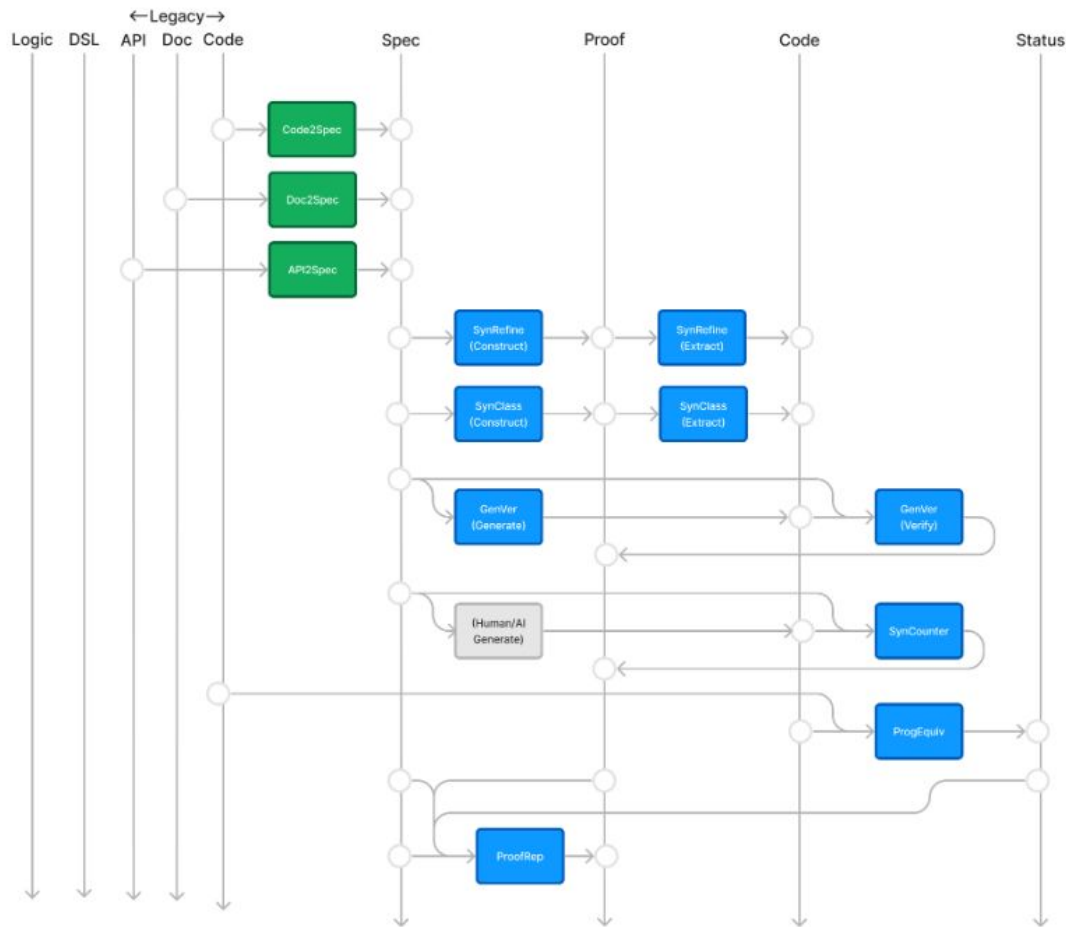 ←Legacy→
Logic DSL API Doc Code Spec Proof Code Status
Code2Spec
Doc2Spec
API2Spec
SynRefine
(Construct)
SynRefine
(Extract)
SynClass
(Construct)
SynClass
(Extract)
GenVer
(Generate)
GenVer
(Verify)
(Human/AI
Generate)
SynCounter
ProgEquiv
ProofRep